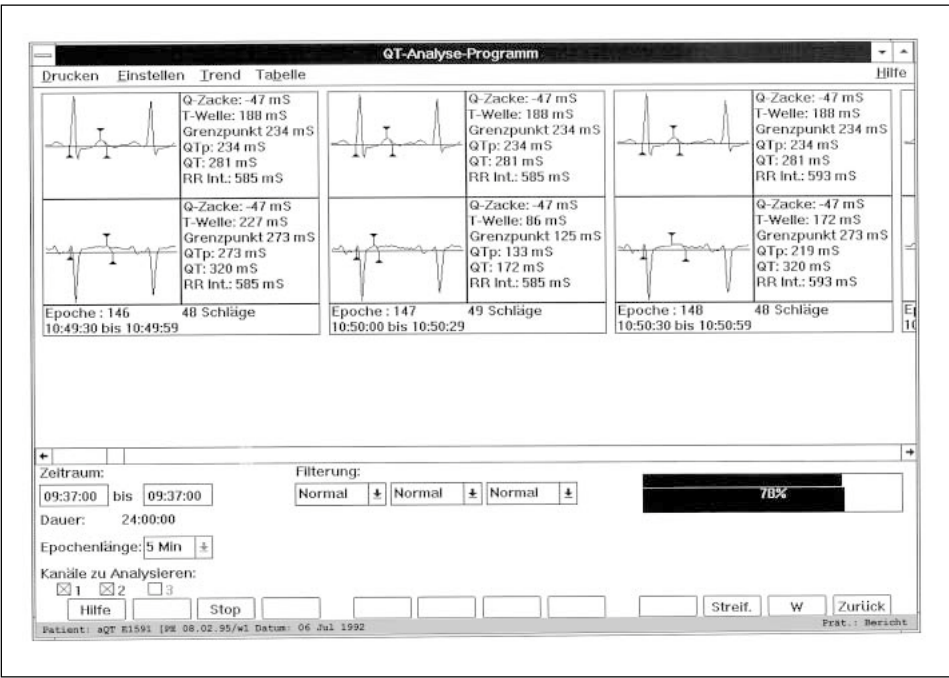 QT-Analyse-Programm
Drucken Einstellen Trend Tabelle Hilfe
Q-Zacke: -47 mS
T-Welle: 188 mS
Grenzpunkt 234 mS
QTp: 234 mS
QT: 281 mS
RR Int.: 585 mS
Q-Zacke: -47 mS
T-Welle: 227 mS
Grenzpunkt 273 mS
QTp: 273 mS
QT: 320 mS
RR Int.: 585 mS
Epoche : 146 48 Schläge
10:49:30 bis 10:49:59
Q-Zacke: -47 mS
T-Welle: 188 mS
Grenzpunkt 234 mS
QTp: 234 mS
QT: 281 mS
RR Int.: 585 mS
Q-Zacke: -47 mS
T-Welle: 86 mS
Grenzpunkt 125 mS
QTp: 133 mS
QT: 172 mS
RR Int.: 585 mS
Epoche : 147 49 Schläge
10:50:00 bis 10:50:29
Q-Zacke: -47 mS
T-Welle: 188 mS
Grenzpunkt 234 mS
QTp: 234 mS
QT: 281 mS
RR Int.: 593 mS
Q-Zacke: -47 mS
T-Welle: 172 mS
Grenzpunkt 273 mS
QTp: 219 mS
QT: 320 mS
RR Int.: 593 mS
Epoche : 148 48 Schläge
10:50:30 bis 10:50:59
Zeitraum:
09:37:00 bis 09:37:00
Dauer: 24:00:00
Epochenlänge: 5 Min
Kanäle zu Analysieren:
1 2 3
Filterung:
Normal Normal Normal
78%
Hilfe Stop Streif. W Zurück
Patient: aQT E1591 [PE 08.02.95/w1 Datum: 06 Jul 1992 Prät.: Bericht